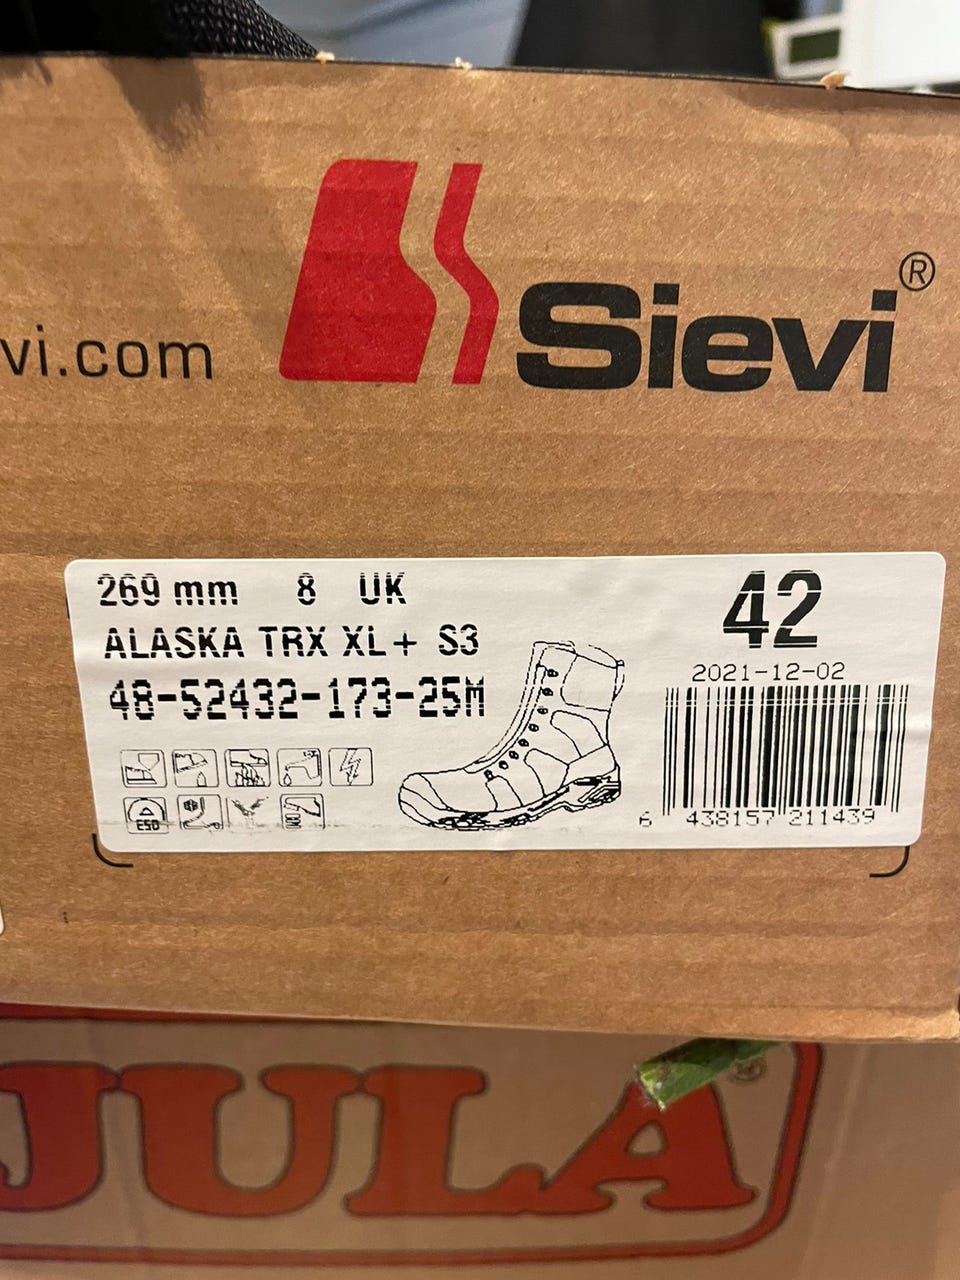 vi.com
Sievi®
269 mm 8 UK
ALASKA TRX XL+ S3
48-52432-173-25M
42
2021-12-02
ESD
6 438157 211439
JULA